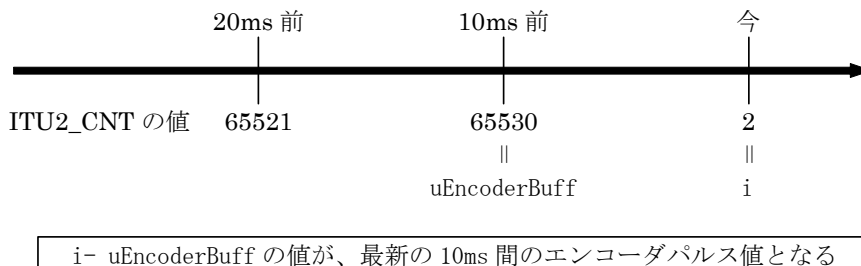 20ms 前 10ms 前 今
ITU2_CNT の値 65521 65530 2
॥ ॥
uEncoderBuff i
i- uEncoderBuff の値が、最新の 10ms 間のエンコーダパルス値となる